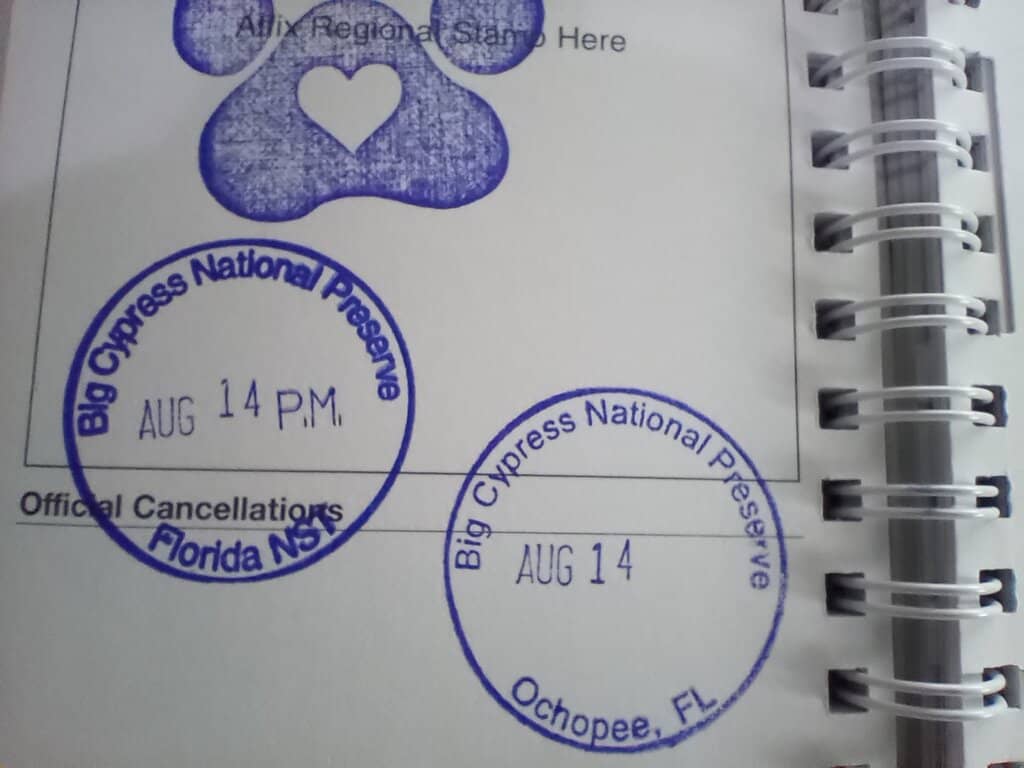 Affix Regional Stamp Here
Big Cypress National Preserve
AUG 14 P.M.
Florida NST
Official Cancellations
Big Cypress National Preserve
AUG 14
Ochopee, FL